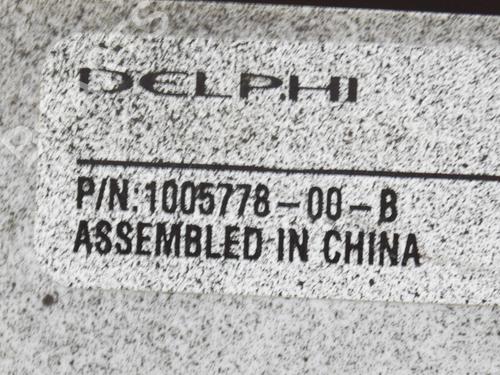 DELPHI
P/N:1005778-00-B
ASSEMBLED IN CHINA